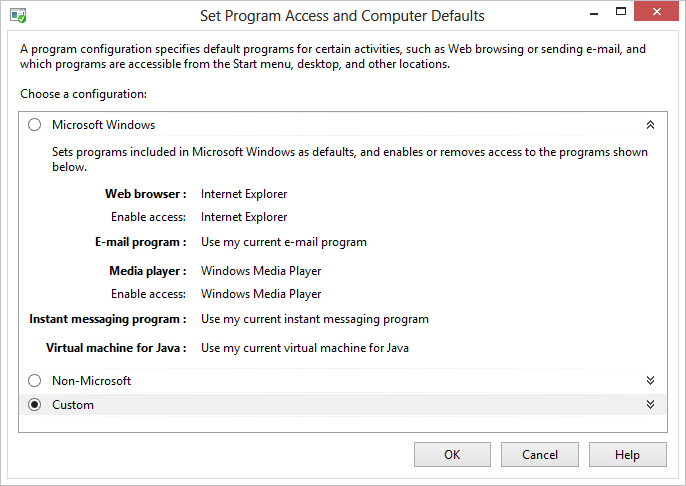 Set Program Access and Computer Defaults
A program configuration specifies default programs for certain activities, such as Web browsing or sending e-mail, and
which programs are accessible from the Start menu, desktop, and other locations.
Choose a configuration:
Microsoft Windows
Sets programs included in Microsoft Windows as defaults, and enables or removes access to the programs shown
below.
Web browser : Internet Explorer
Enable access: Internet Explorer
E-mail program : Use my current e-mail program
Media player : Windows Media Player
Enable access: Windows Media Player
Instant messaging program : Use my current instant messaging program
Virtual machine for Java : Use my current virtual machine for Java
Non-Microsoft
Custom
OK Cancel Help